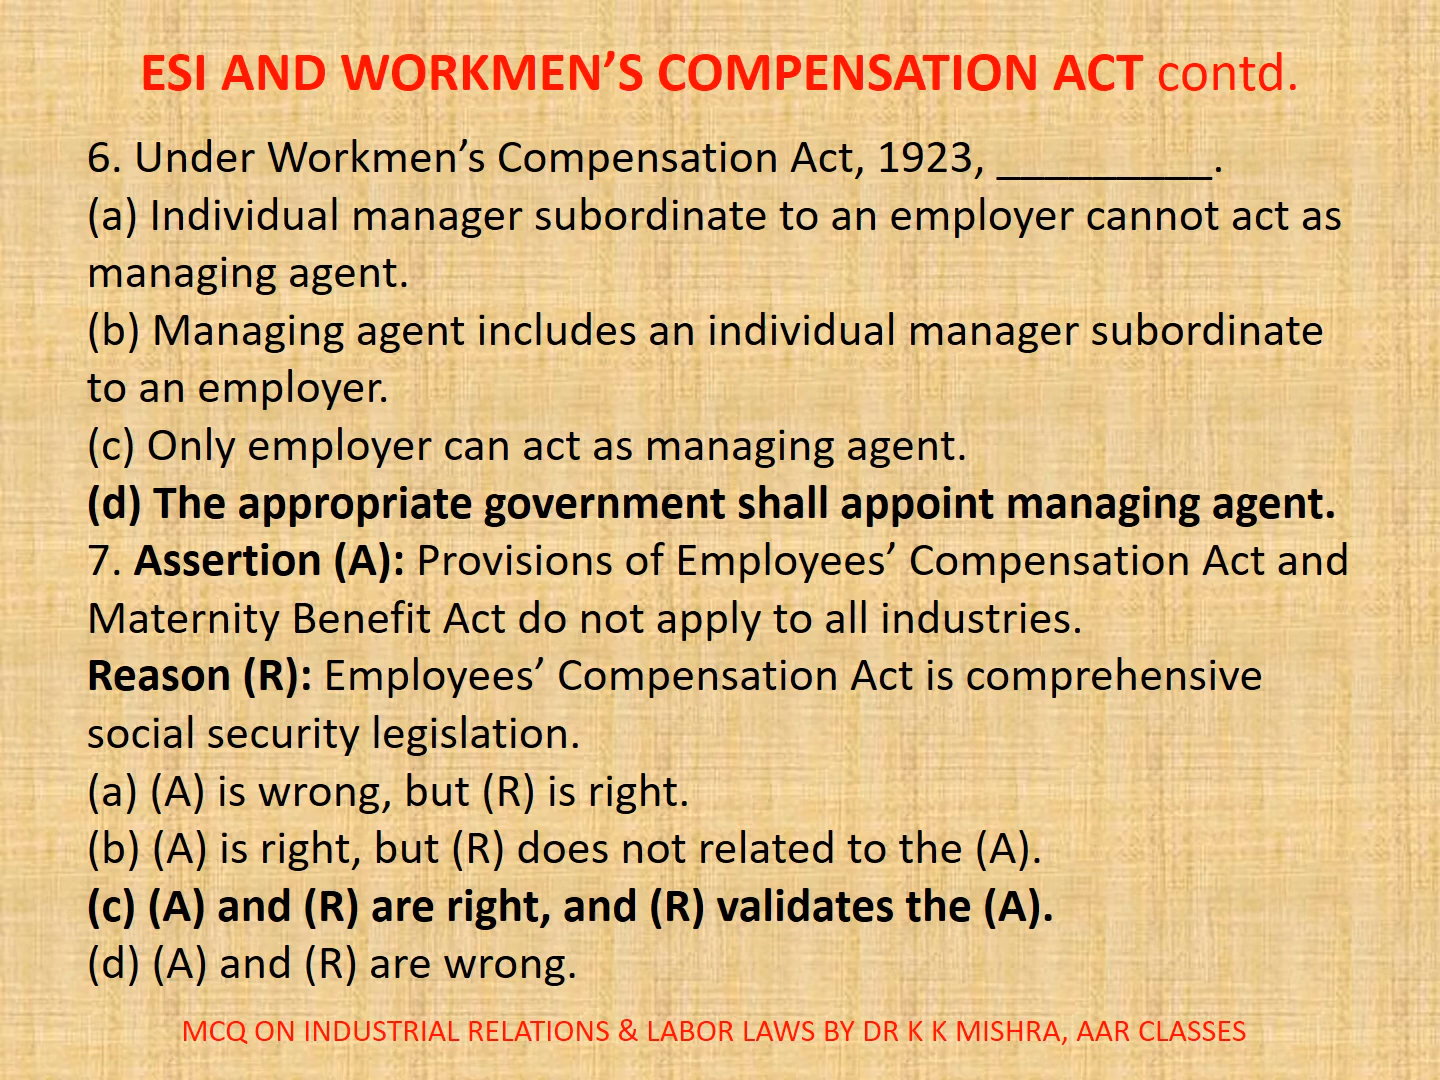 ESI AND WORKMEN’S COMPENSATION ACT contd.
6. Under Workmen’s Compensation Act, 1923, _________.
(a) Individual manager subordinate to an employer cannot act as
managing agent.
(b) Managing agent includes an individual manager subordinate
to an employer.
(c) Only employer can act as managing agent.
(d) The appropriate government shall appoint managing agent.
7. Assertion (A): Provisions of Employees’ Compensation Act and
Maternity Benefit Act do not apply to all industries.
Reason (R): Employees’ Compensation Act is comprehensive
social security legislation.
(a) (A) is wrong, but (R) is right.
(b) (A) is right, but (R) does not related to the (A).
(c) (A) and (R) are right, and (R) validates the (A).
(d) (A) and (R) are wrong.
MCQ ON INDUSTRIAL RELATIONS & LABOR LAWS BY DR K K MISHRA, AAR CLASSES